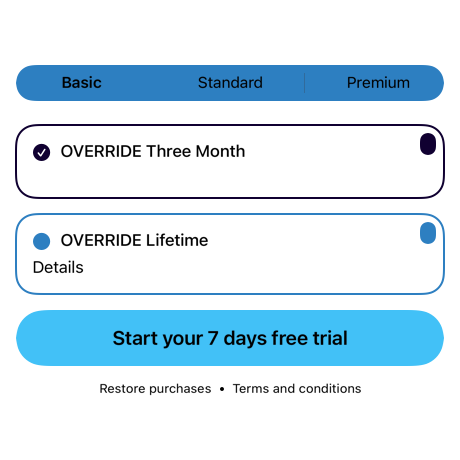 Basic Standard Premium
OVERRIDE Three Month
OVERRIDE Lifetime
Details
Start your 7 days free trial
Restore purchases • Terms and conditions